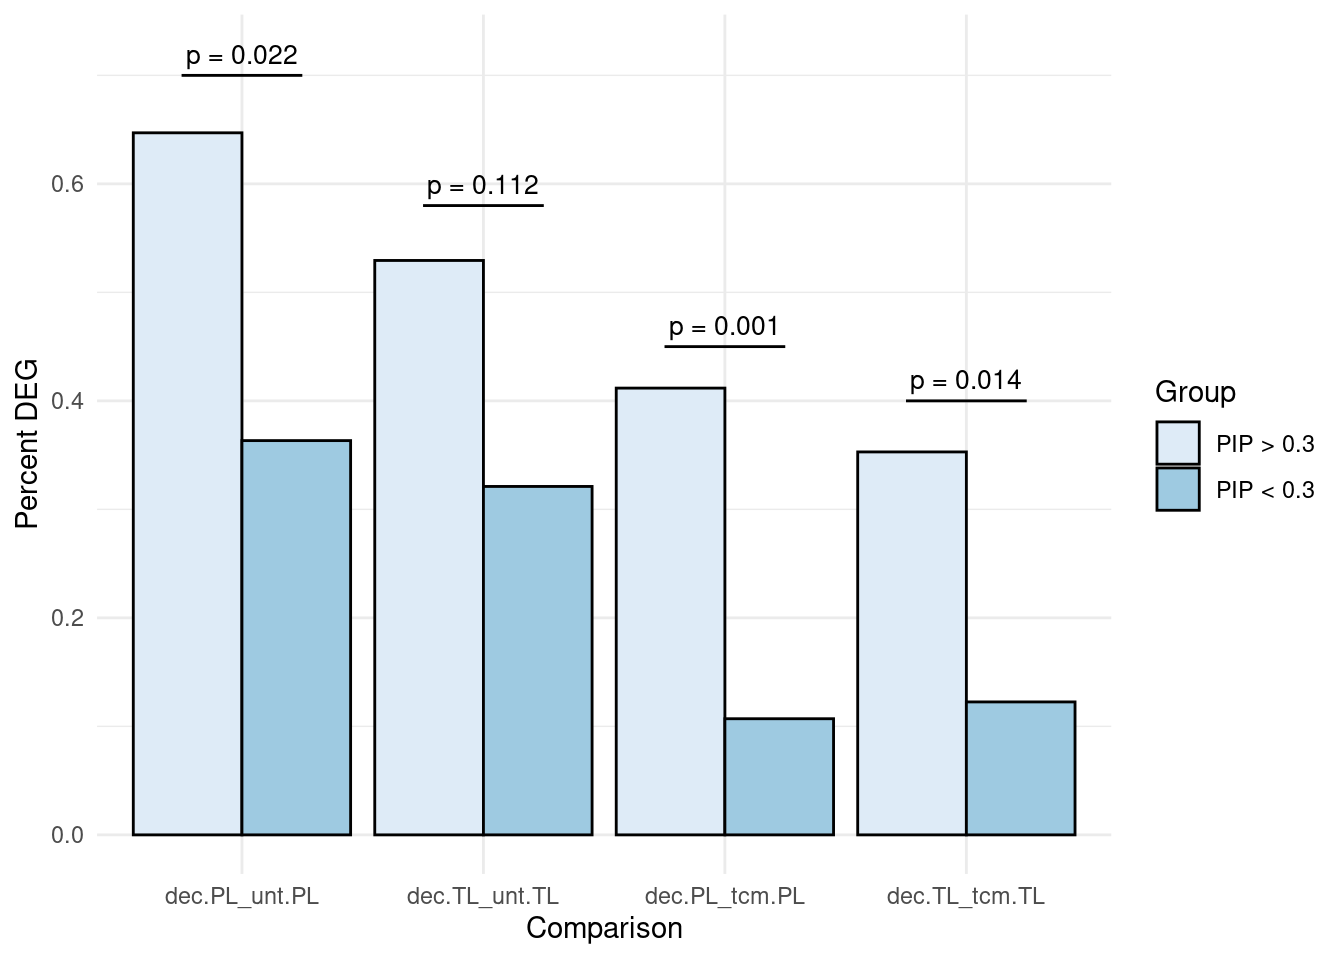 p = 0.022
p = 0.112
p = 0.001
p = 0.014
0.6
0.4
0.2
0.0
Percent DEG
dec.PL_unt.PL
dec.TL_unt.TL
dec.PL_tcm.PL
dec.TL_tcm.TL
Comparison
Group
PIP > 0.3
PIP < 0.3